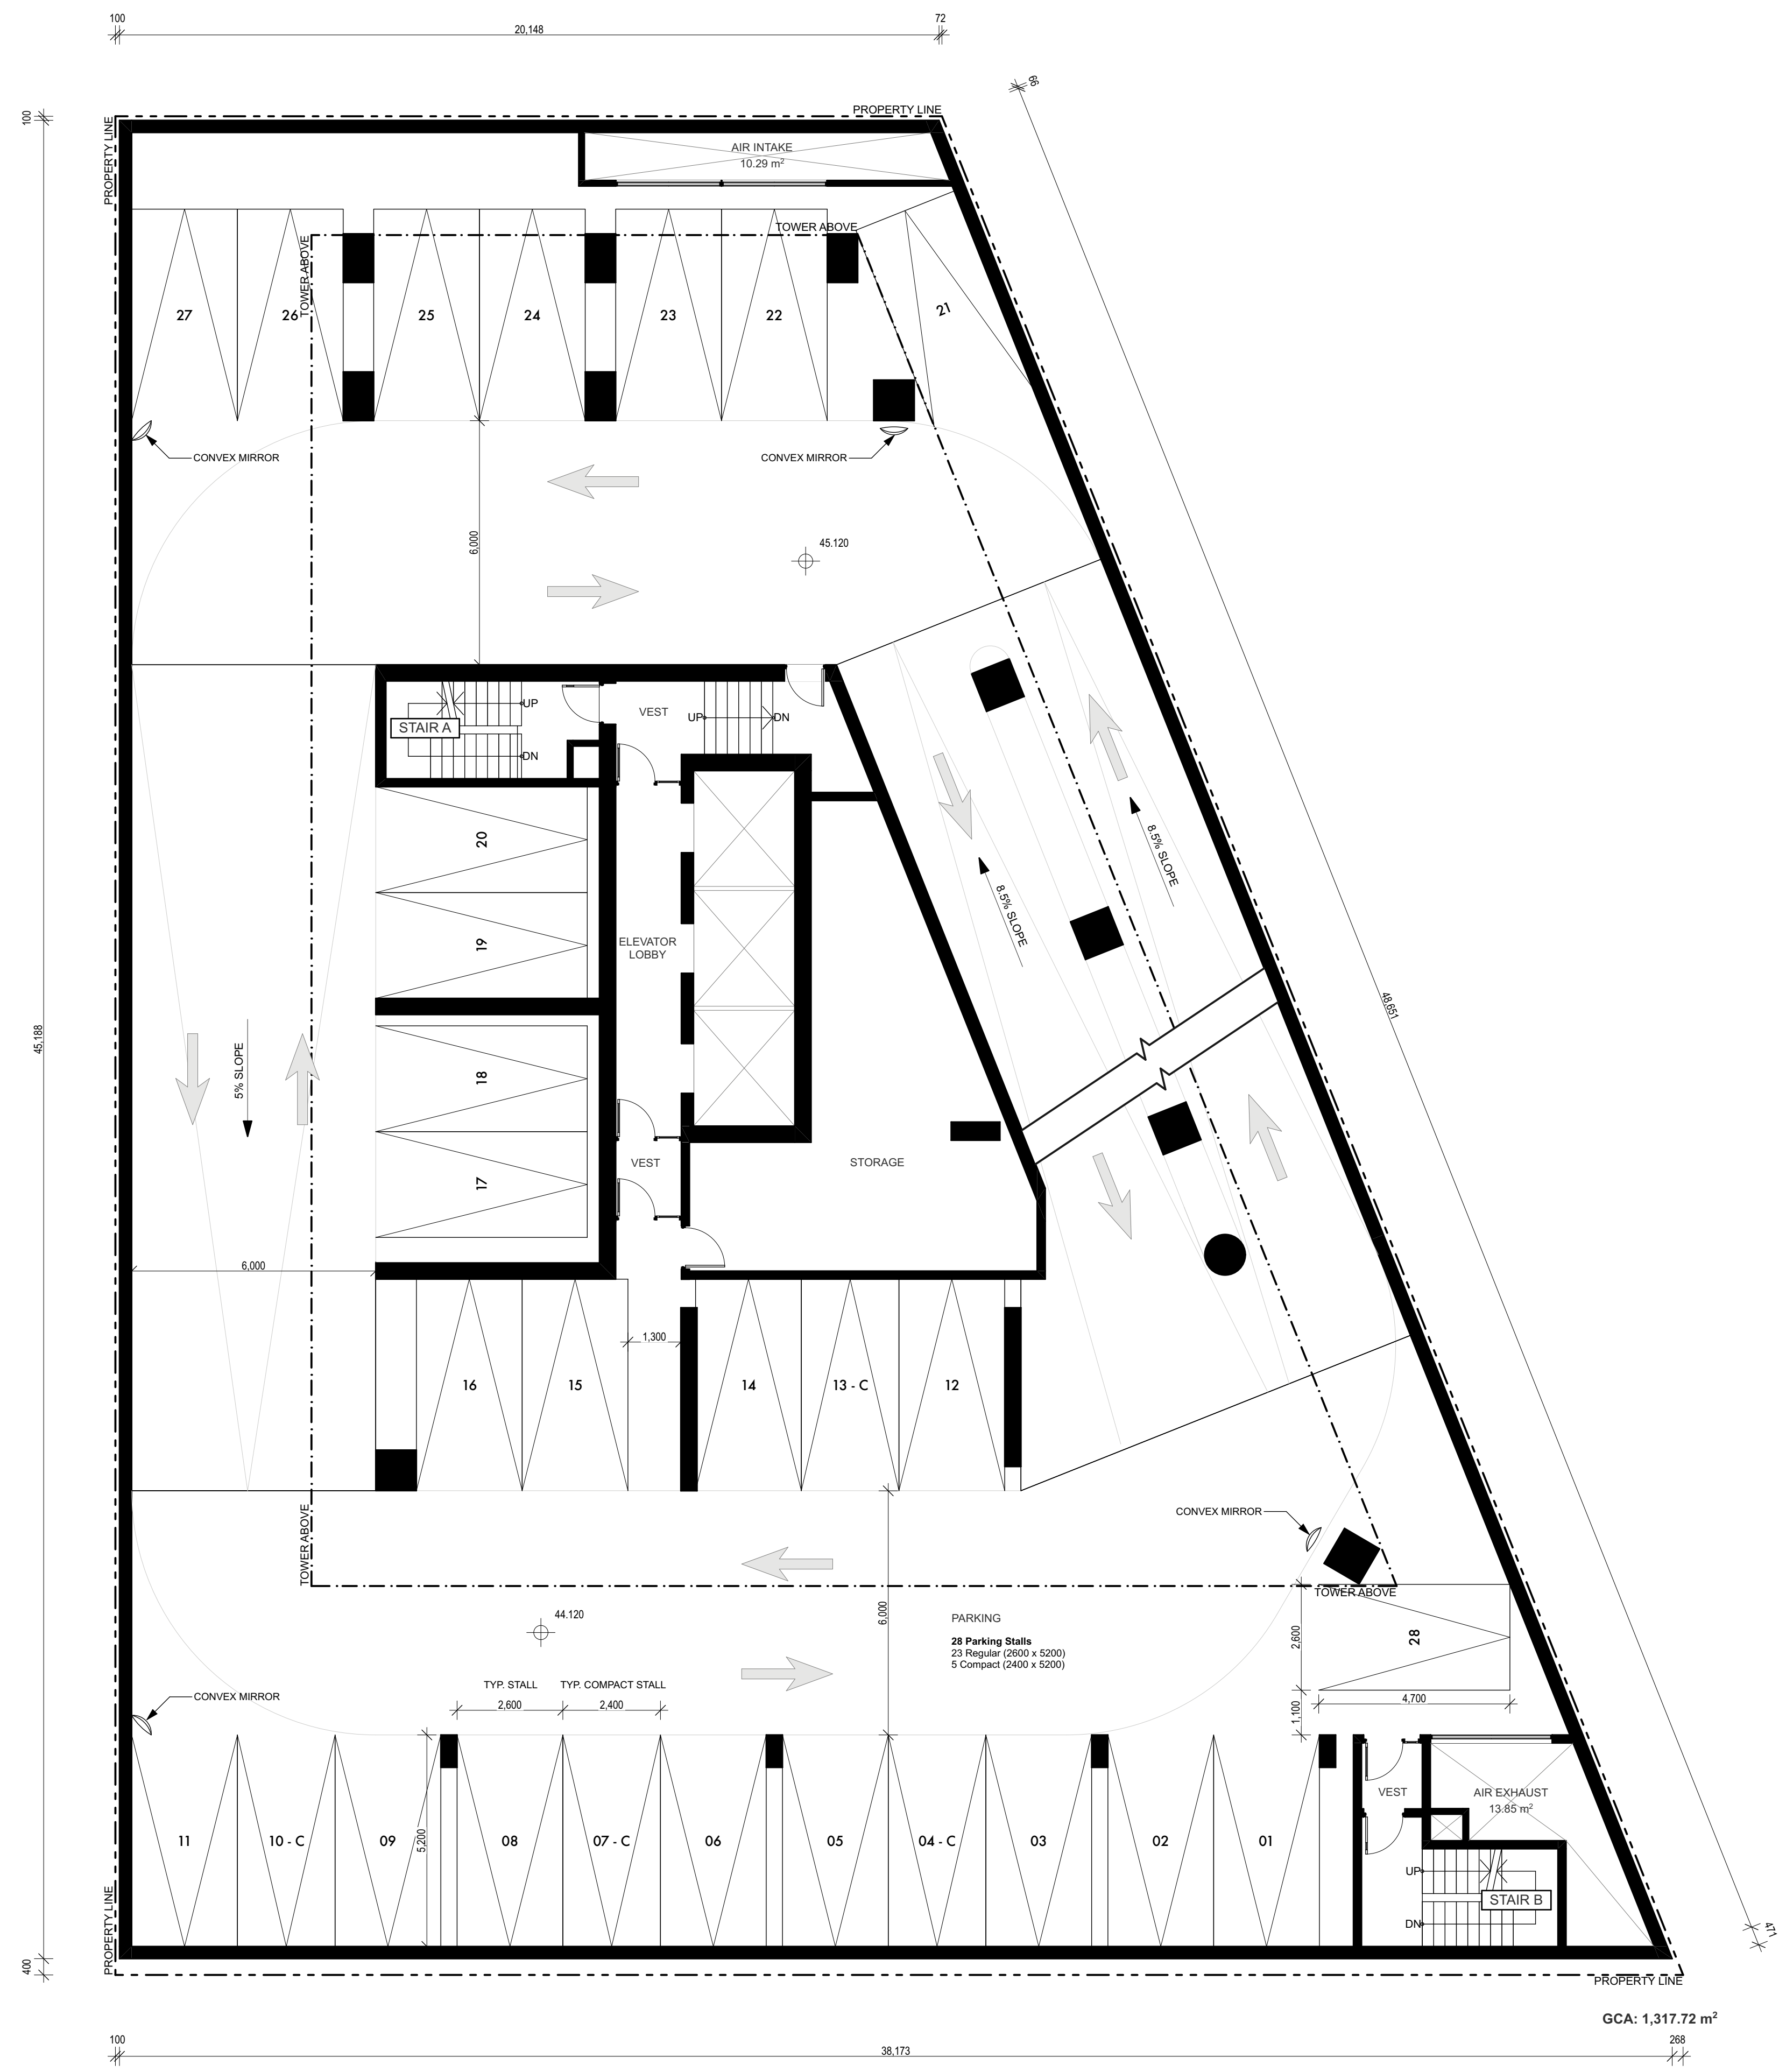 100
20,148
72
66
100
PROPERTY LINE
PROPERTY LINE
AIR INTAKE
10.29 m²
TOWER ABOVE
TOWER ABOVE
27
26
25
24
23
22
21
CONVEX MIRROR
CONVEX MIRROR
6,000
45.120
STAIR A
UP
DN
VEST
UP
DN
20
19
18
17
ELEVATOR
LOBBY
8.5% SLOPE
8.5% SLOPE
48,651
45,188
5% SLOPE
VEST
STORAGE
6,000
1,300
16
15
14
13 - C
12
TOWER ABOVE
CONVEX MIRROR
TOWER ABOVE
44.120
6,000
PARKING
28 Parking Stalls
23 Regular (2600 x 5200)
5 Compact (2400 x 5200)
2,600
28
4,700
1,100
CONVEX MIRROR
TYP. STALL
TYP. COMPACT STALL
2,600
2,400
5,200
11
10 - C
09
08
07 - C
06
05
04 - C
03
02
01
VEST
AIR EXHAUST
13.85 m²
UP
STAIR B
DN
471
PROPERTY LINE
400
PROPERTY LINE
GCA: 1,317.72 m²
100
38,173
268